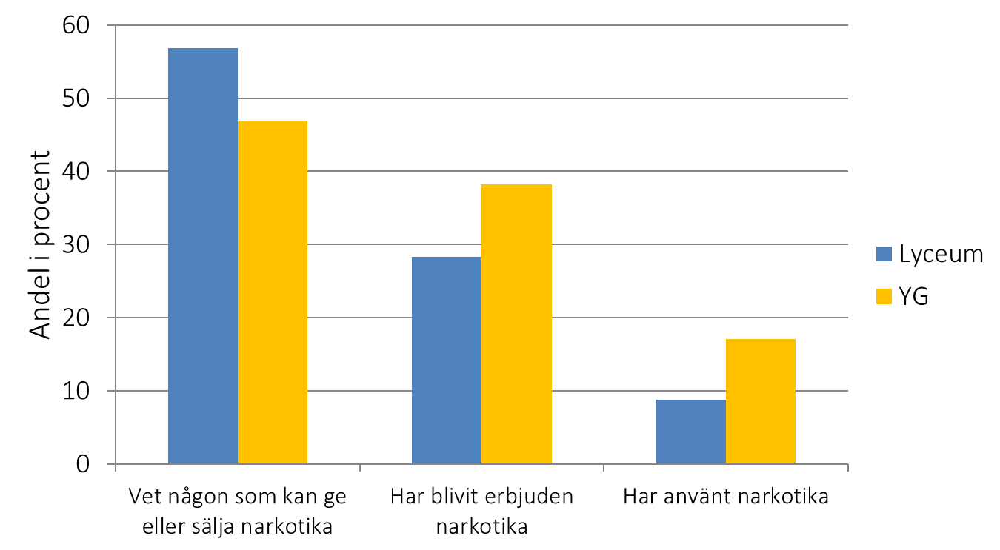 60
50
40
30
20
10
0
Andel i procent
Vet någon som kan ge
eller sälja narkotika
Har blivit erbjuden
narkotika
Har använt narkotika
Lyceum
YG